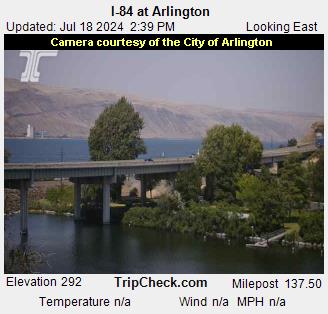 I-84 at Arlington
Updated: Jul 18 2024 2:39 PM Looking East
Camera courtesy of the City of Arlington
Elevation 292 TripCheck.com Milepost 137.50
Temperature n/a Wind n/a MPH n/a